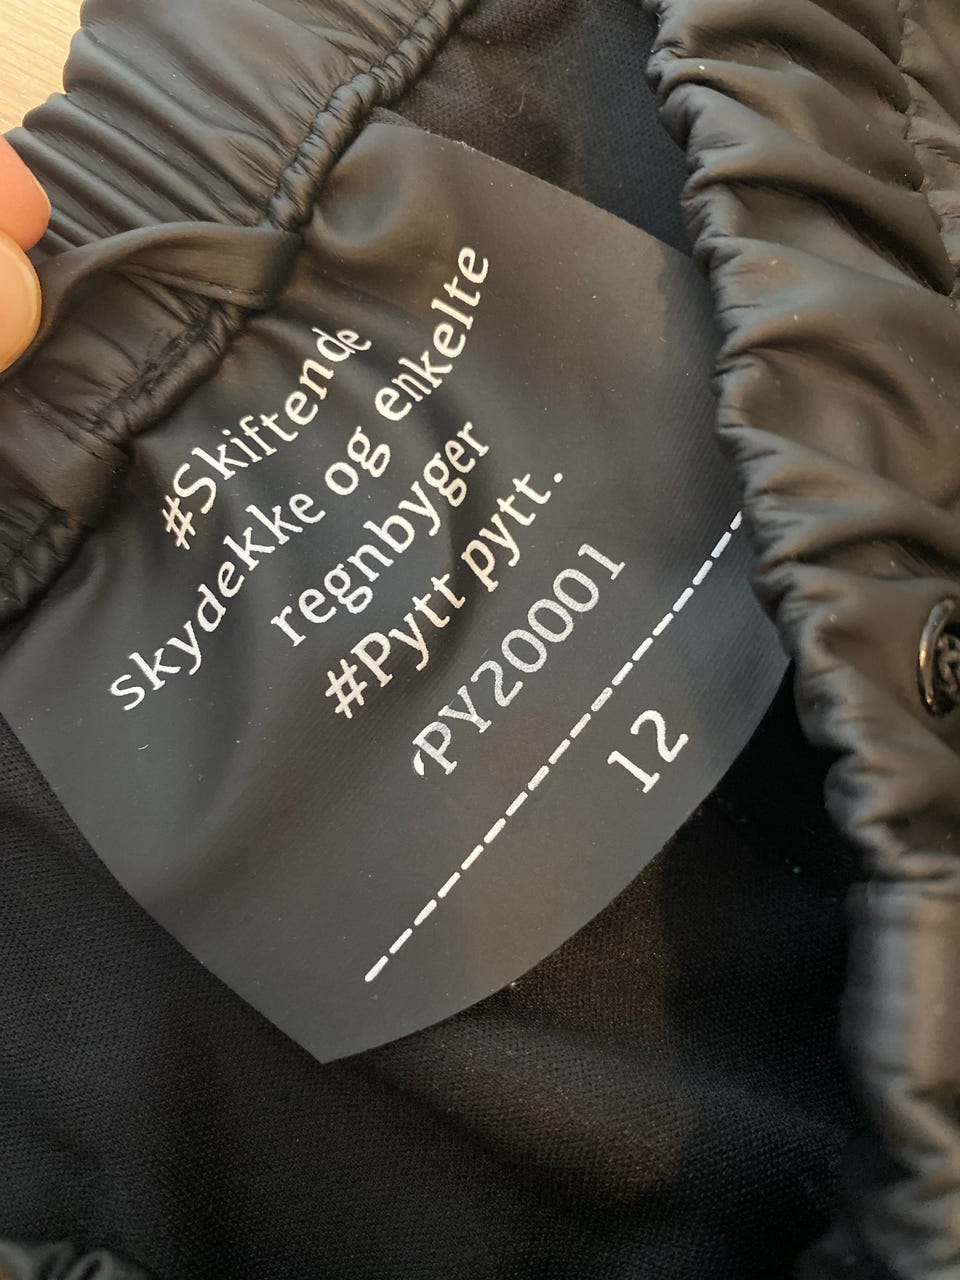 #Skiftende
skydekke og enkelte
regnbyger
#Pytt pytt.
PY20001
12